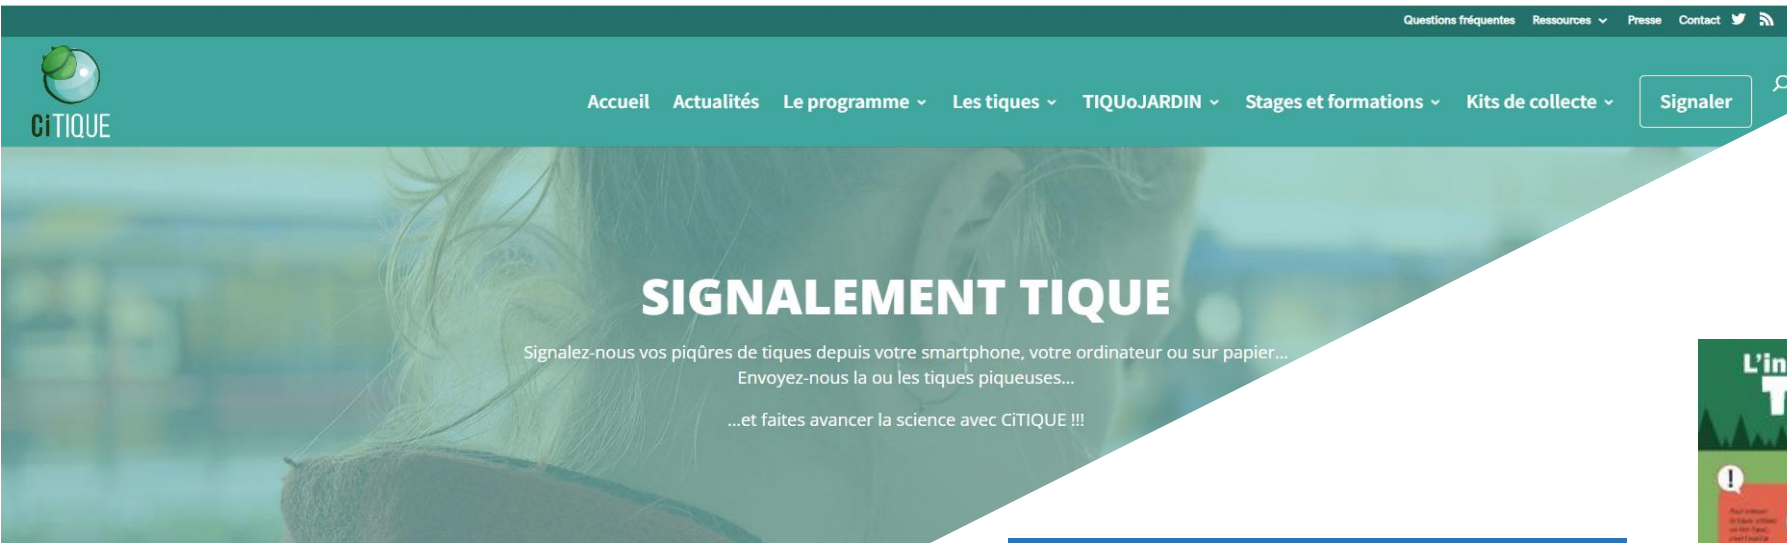 Questions fréquentes Ressources Presse Contact
CiTIQUE
Accueil Actualités Le programme Les tiques TIQUoJARDIN Stages et formations Kits de collecte Signaler
SIGNALEMENT TIQUE
Signalez-nous vos piqûres de tiques depuis votre smartphone, votre ordinateur ou sur papier...
Envoyez-nous la ou les tiques piqueuses...
...et faites avancer la science avec CiTIQUE !!!
L'in
T
!